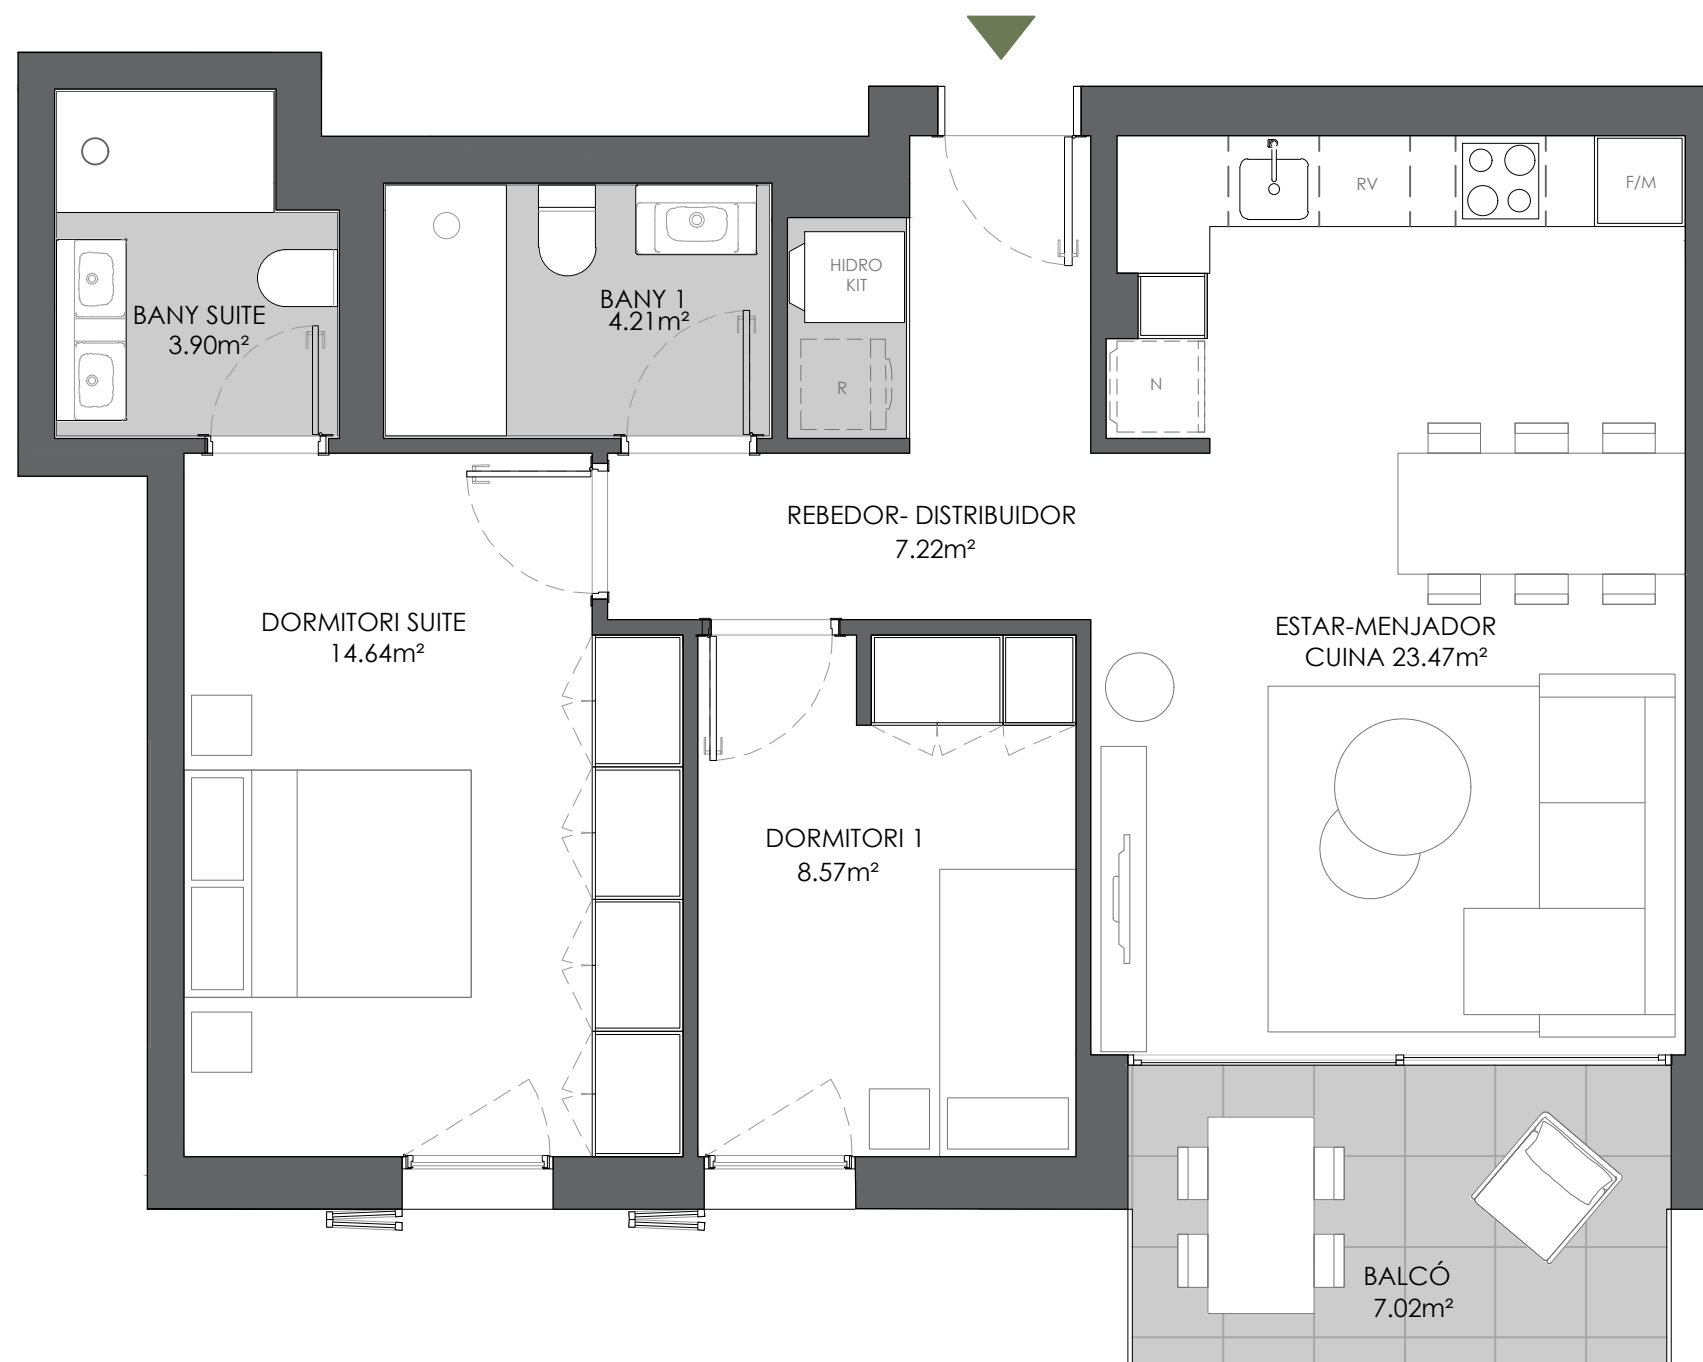 RV
F/M
HIDRO
KIT
BANY 1
4.21m²
BANY SUITE
3.90m²
R
N
REBEDOR- DISTRIBUIDOR
7.22m²
DORMITORI SUITE
14.64m²
ESTAR-MENJADOR
CUINA 23.47m²
DORMITORI 1
8.57m²
BALCÓ
7.02m²